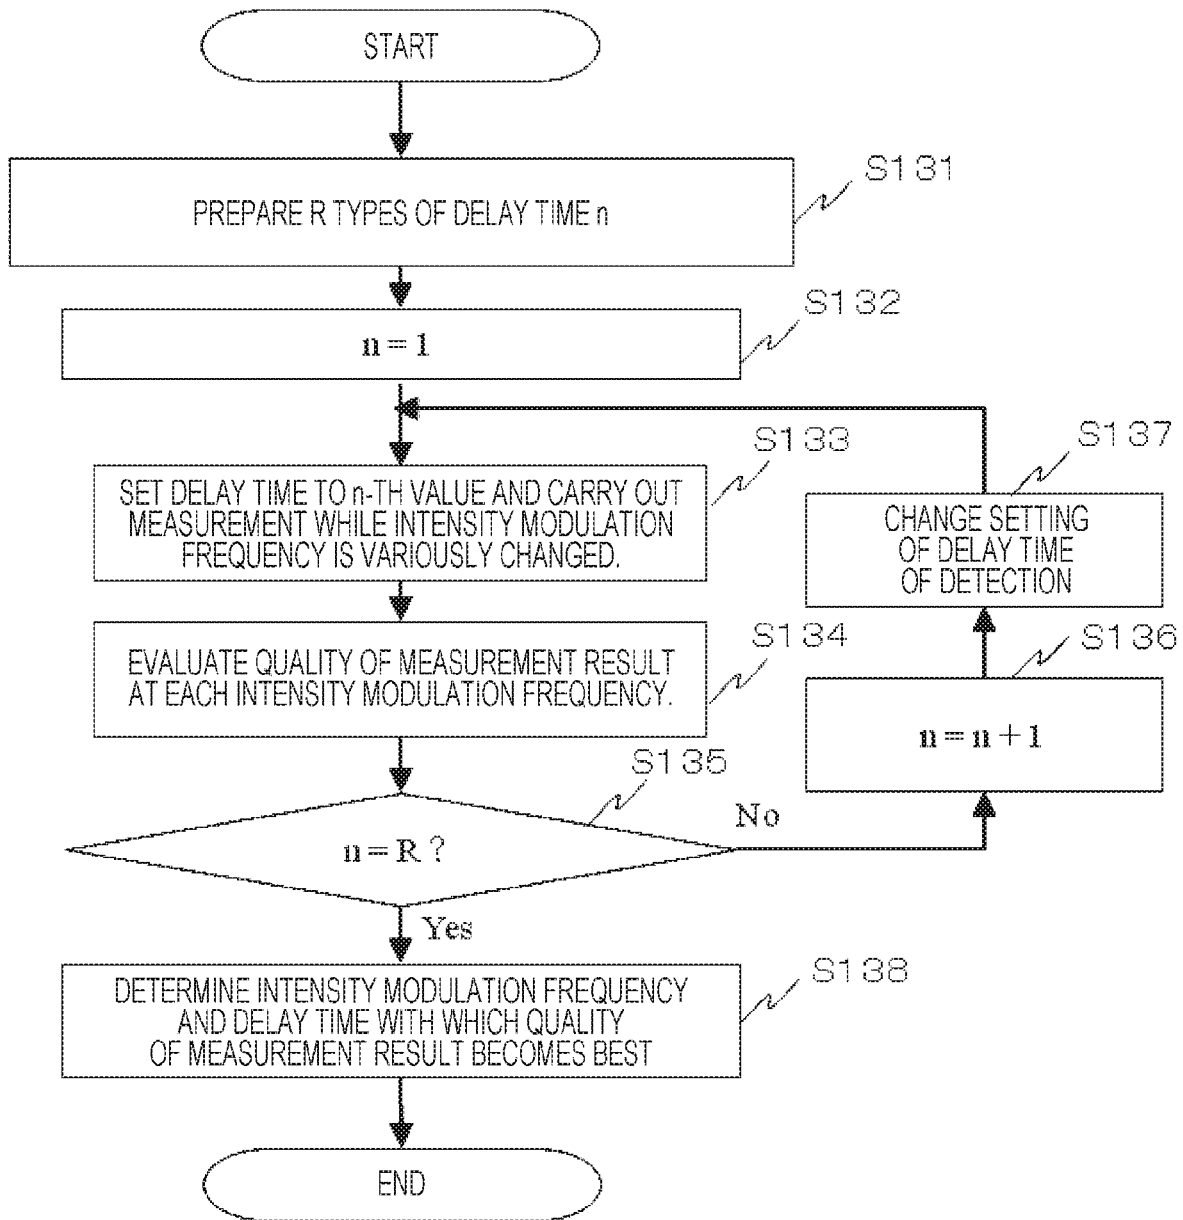 START
S131
PREPARE R TYPES OF DELAY TIME n
S132
n = 1
S133
SET DELAY TIME TO n-TH VALUE AND CARRY OUT
MEASUREMENT WHILE INTENSITY MODULATION
FREQUENCY IS VARIOUSLY CHANGED.
S137
CHANGE SETTING
OF DELAY TIME
OF DETECTION
S134
EVALUATE QUALITY OF MEASUREMENT RESULT
AT EACH INTENSITY MODULATION FREQUENCY.
S136
n = n + 1
S135
n = R ?
No
Yes
S138
DETERMINE INTENSITY MODULATION FREQUENCY
AND DELAY TIME WITH WHICH QUALITY
OF MEASUREMENT RESULT BECOMES BEST
END